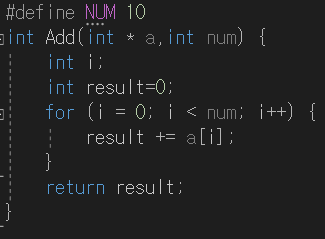 #define NUM 10
int Add(int * a,int num) {
    int i;
    int result=0;
    for (i = 0; i < num; i++) {
        result += a[i];
    }
    return result;
}